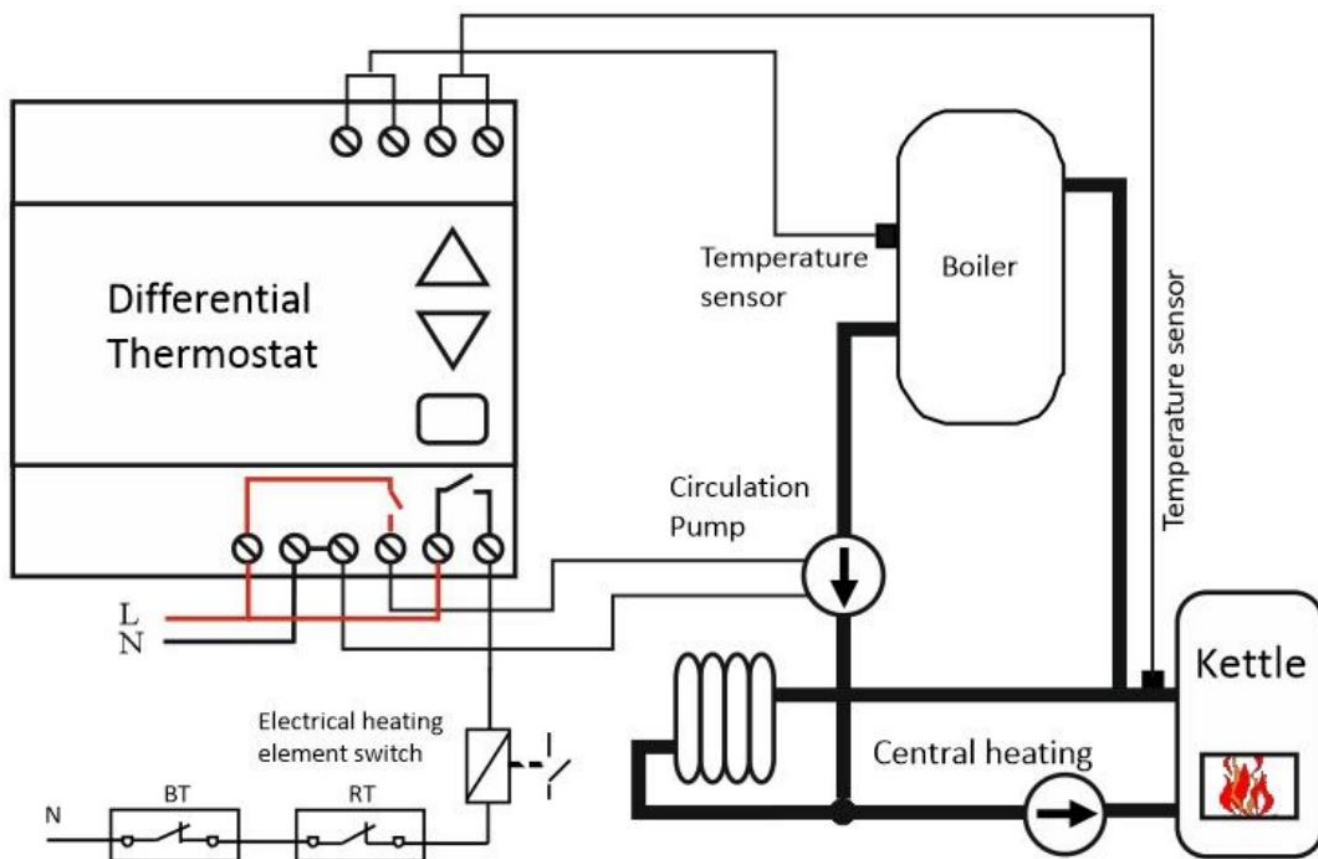 Differential
Thermostat
Temperature
sensor
Boiler
Temperature sensor
Circulation
Pump
L
N
Kettle
Electrical heating
element switch
Central heating
N
BT
RT